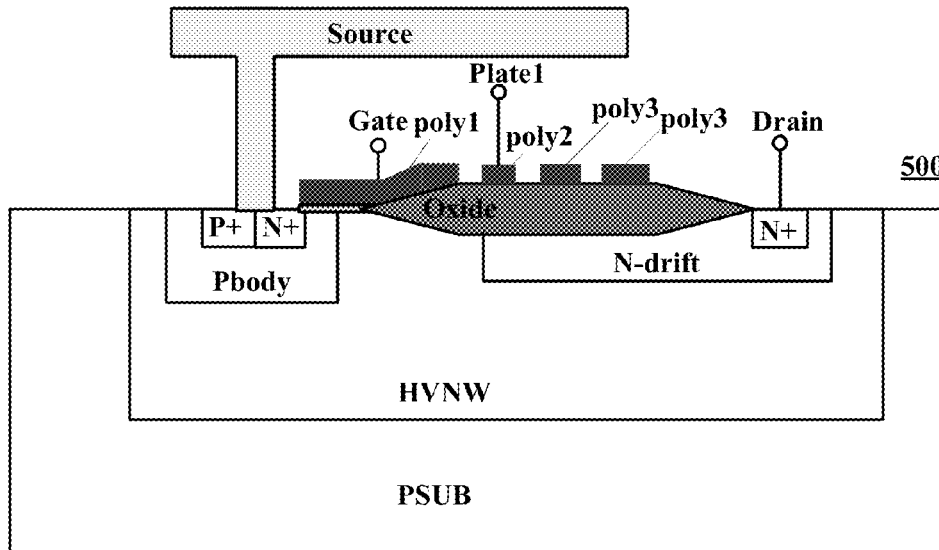 Source
Plate1
Gate poly1 poly2 poly3 poly3 Drain
500
Oxide
P+ N+ N+
Pbody N-drift
HVNW
PSUB